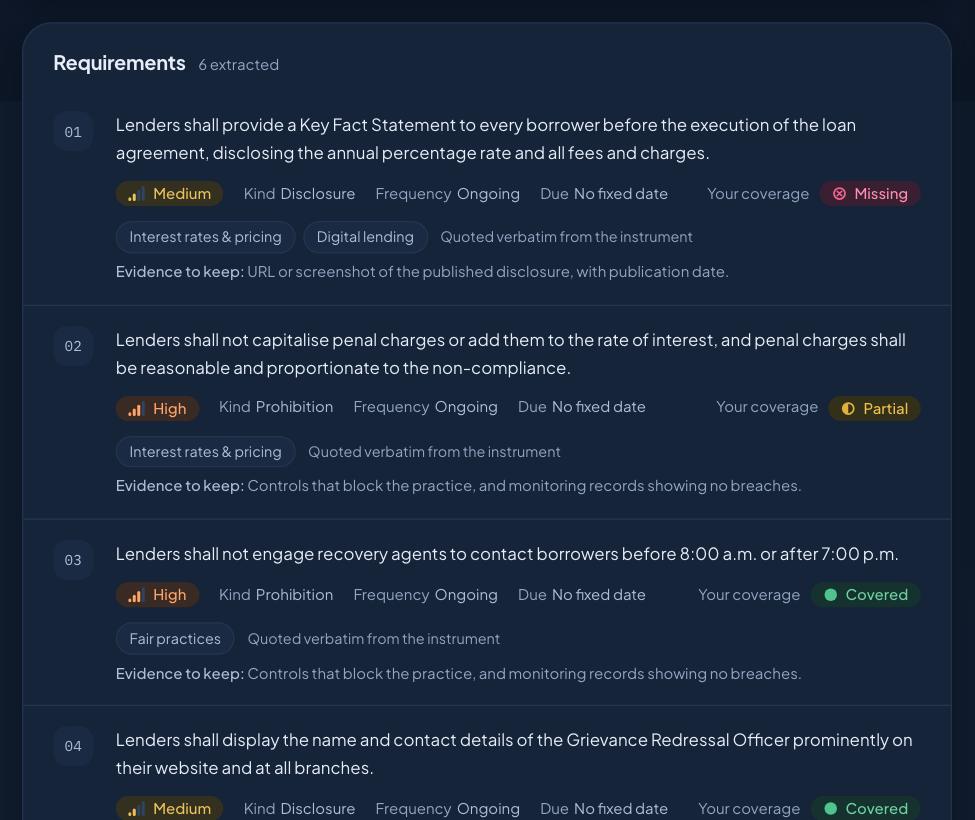 Requirements 6 extracted
01
Lenders shall provide a Key Fact Statement to every borrower before the execution of the loan
agreement, disclosing the annual percentage rate and all fees and charges.
Medium Kind Disclosure Frequency Ongoing Due No fixed date Your coverage Missing
Interest rates & pricing Digital lending Quoted verbatim from the instrument
Evidence to keep: URL or screenshot of the published disclosure, with publication date.
02
Lenders shall not capitalise penal charges or add them to the rate of interest, and penal charges shall
be reasonable and proportionate to the non-compliance.
High Kind Prohibition Frequency Ongoing Due No fixed date Your coverage Partial
Interest rates & pricing Quoted verbatim from the instrument
Evidence to keep: Controls that block the practice, and monitoring records showing no breaches.
03
Lenders shall not engage recovery agents to contact borrowers before 8:00 a.m. or after 7:00 p.m.
High Kind Prohibition Frequency Ongoing Due No fixed date Your coverage Covered
Fair practices Quoted verbatim from the instrument
Evidence to keep: Controls that block the practice, and monitoring records showing no breaches.
04
Lenders shall display the name and contact details of the Grievance Redressal Officer prominently on
their website and at all branches.
Medium Kind Disclosure Frequency Ongoing Due No fixed date Your coverage Covered